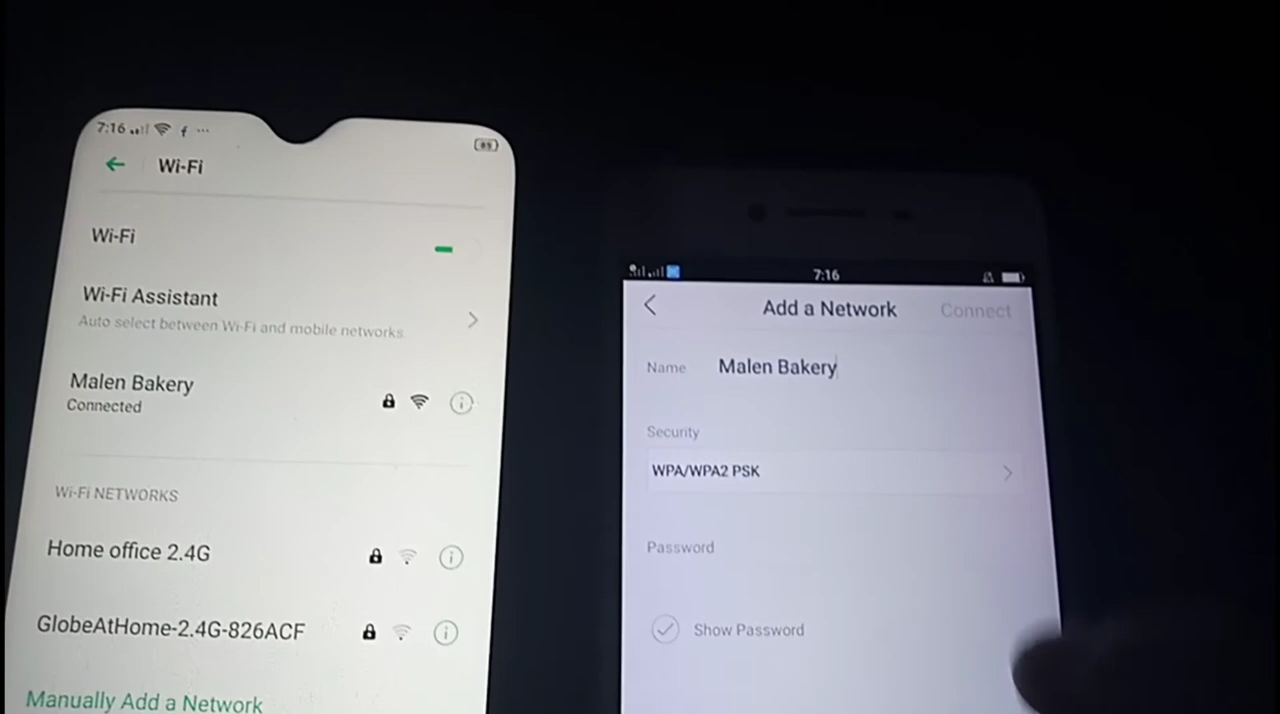 7:16
85
Wi-Fi
Wi-Fi
Wi-Fi Assistant
Auto select between Wi-Fi and mobile networks
Malen Bakery
Connected
Wi-Fi NETWORKS
Home office 2.4G
GlobeAtHome-2.4G-826ACF
Manually Add a Network
7:16
Add a Network Connect
Name Malen Bakery
Security
WPA/WPA2 PSK
Password
Show Password